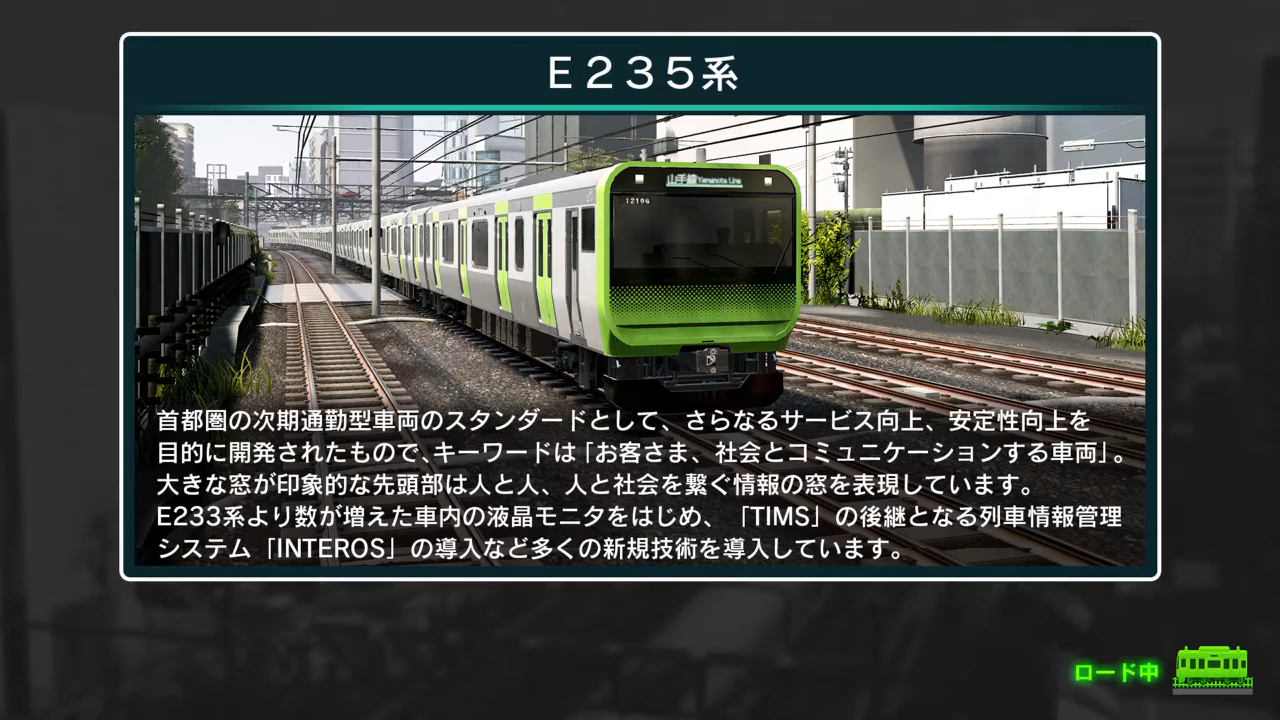 E２３５系
山手線 Yamanote Line
12106
首都圏の次期通勤型車両のスタンダードとして、さらなるサービス向上、安定性向上を
目的に開発されたもので、キーワードは「お客さま、社会とコミュニケーションする車両」。
大きな窓が印象的な先頭部は人と人、人と社会を繋ぐ情報の窓を表現しています。
E233系より数が増えた車内の液晶モニタをはじめ、「TIMS」の後継となる列車情報管理
システム「INTEROS」の導入など多くの新規技術を導入しています。
ロード中